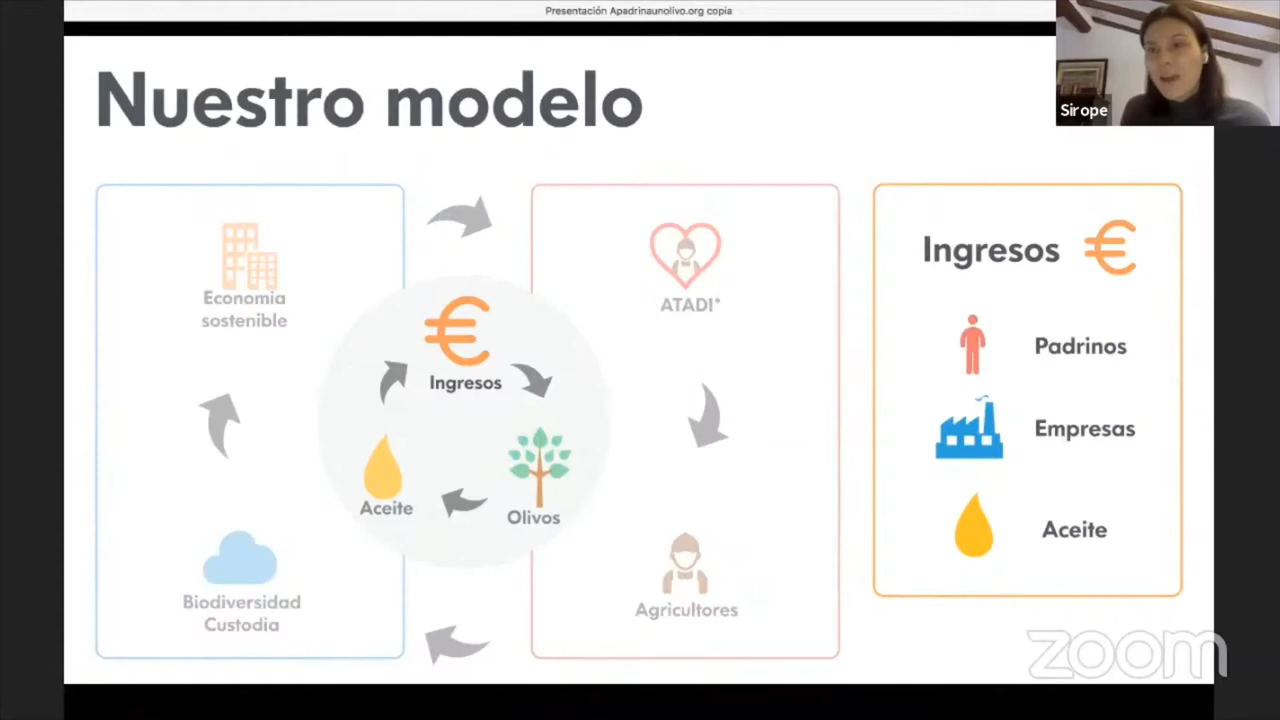 Presentación Apadrinaunolivo.org copia
Sirope
Nuestro modelo
Economia
sostenible
ATADI*
Ingresos
Aceite
Olivos
Biodiversidad
Custodia
Agricultores
Ingresos €
Padrinos
Empresas
Aceite
zoom